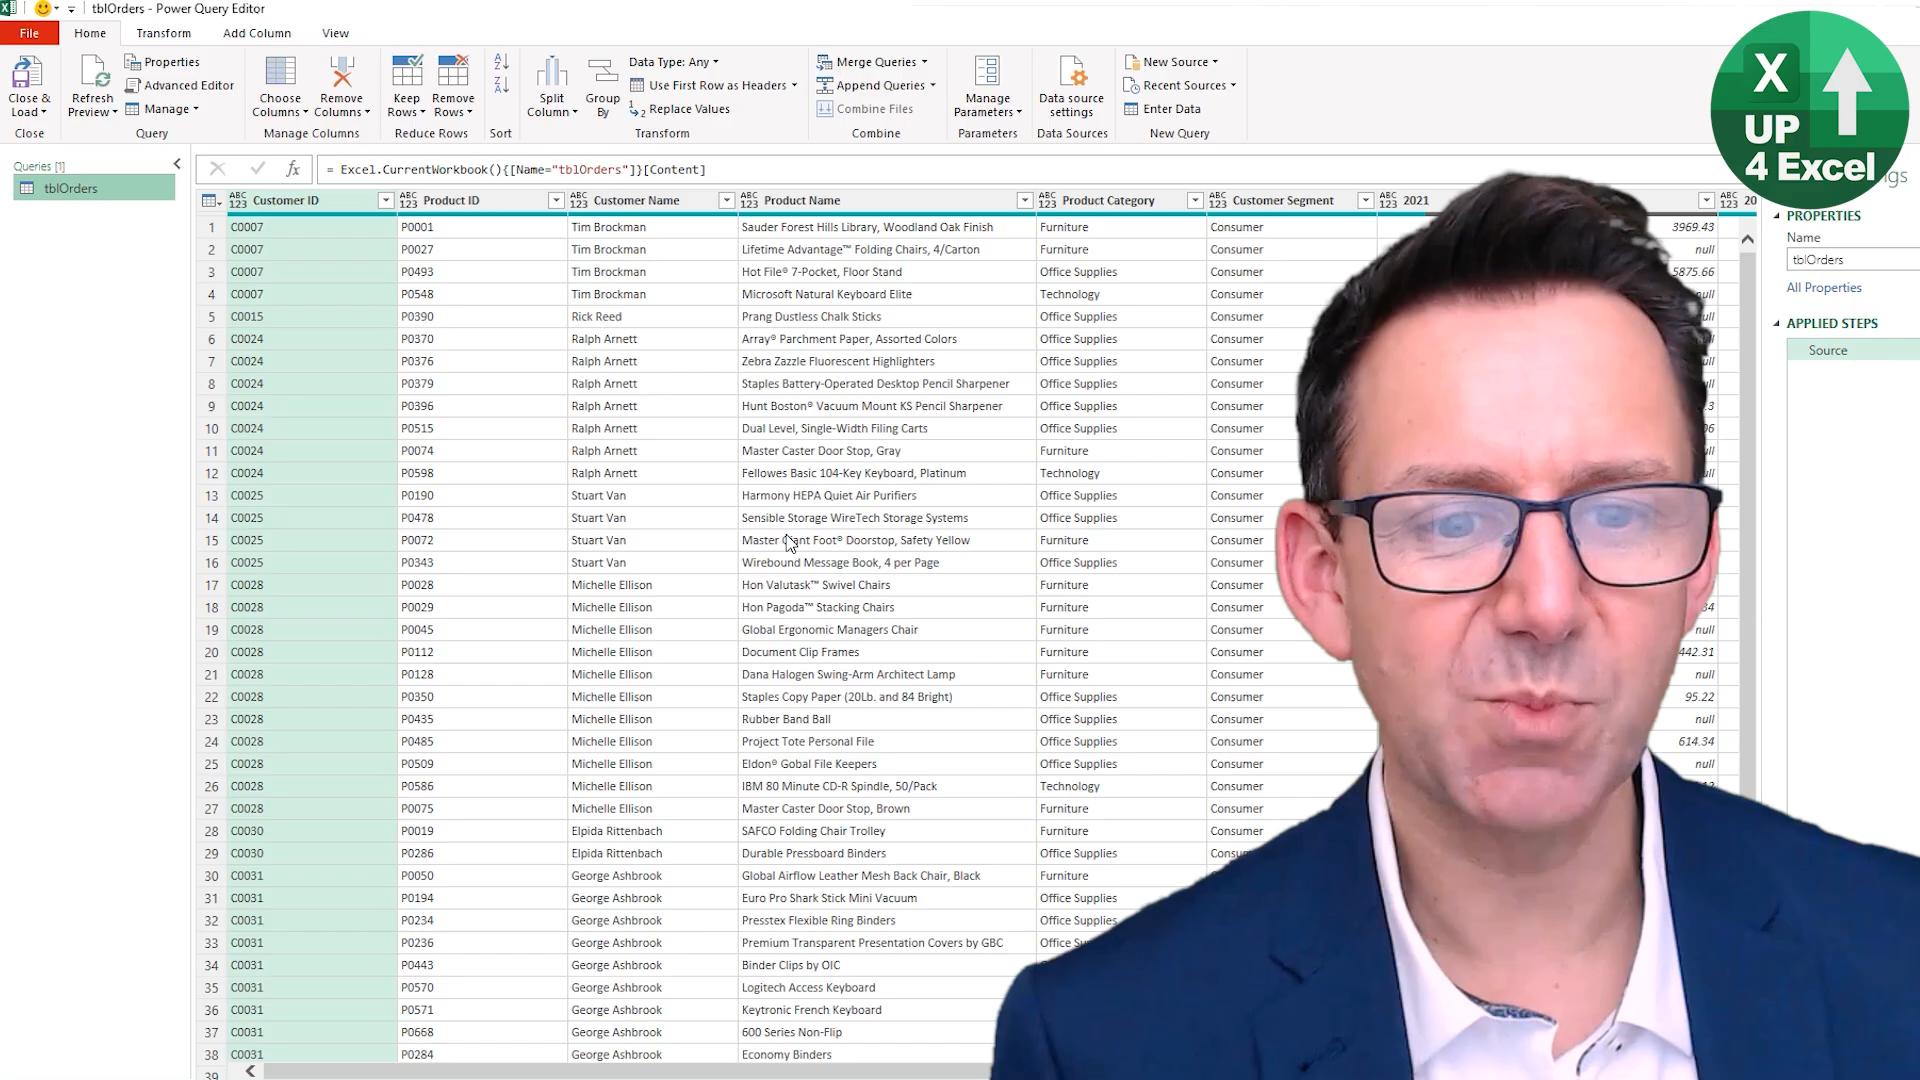 tblOrders - Power Query Editor
File Home Transform Add Column View
Close & Load
Close
Refresh Preview
Properties
Advanced Editor
Manage
Query
Choose Columns
Remove Columns
Manage Columns
Keep Rows
Remove Rows
Reduce Rows
Sort
Split Column
Group By
Data Type: Any
Use First Row as Headers
Replace Values
Transform
Merge Queries
Append Queries
Combine Files
Combine
Manage Parameters
Parameters
Data source settings
Data Sources
New Source
Recent Sources
Enter Data
New Query
X
UP
4 Excel
Queries [1]
tblOrders
fx = Excel.CurrentWorkbook(){[Name="tblOrders"]}[Content]
ABC 123 Customer ID ABC 123 Product ID ABC 123 Customer Name ABC 123 Product Name ABC 123 Product Category ABC 123 Customer Segment ABC 123 2021 ABC 123
1 C0007 P0001 Tim Brockman Sauder Forest Hills Library, Woodland Oak Finish Furniture Consumer 3969.43
2 C0007 P0027 Tim Brockman Lifetime Advantage™ Folding Chairs, 4/Carton Furniture Consumer null
3 C0007 P0493 Tim Brockman Hot File® 7-Pocket, Floor Stand Office Supplies Consumer 5875.66
4 C0007 P0548 Tim Brockman Microsoft Natural Keyboard Elite Technology Consumer
5 C0015 P0390 Rick Reed Prang Dustless Chalk Sticks Office Supplies Consumer
6 C0024 P0370 Ralph Arnett Array® Parchment Paper, Assorted Colors Office Supplies Consumer
7 C0024 P0376 Ralph Arnett Zebra Zazzle Fluorescent Highlighters Office Supplies Consumer
8 C0024 P0379 Ralph Arnett Staples Battery-Operated Desktop Pencil Sharpener Office Supplies Consumer
9 C0024 P0396 Ralph Arnett Hunt Boston® Vacuum Mount KS Pencil Sharpener Office Supplies Consumer
10 C0024 P0515 Ralph Arnett Dual Level, Single-Width Filing Carts Office Supplies Consumer
11 C0024 P0074 Ralph Arnett Master Caster Door Stop, Gray Furniture Consumer
12 C0024 P0598 Ralph Arnett Fellowes Basic 104-Key Keyboard, Platinum Technology Consumer
13 C0025 P0190 Stuart Van Harmony HEPA Quiet Air Purifiers Office Supplies Consumer
14 C0025 P0478 Stuart Van Sensible Storage WireTech Storage Systems Office Supplies Consumer
15 C0025 P0072 Stuart Van Master Giant Foot® Doorstop, Safety Yellow Furniture Consumer
16 C0025 P0343 Stuart Van Wirebound Message Book, 4 per Page Office Supplies Consumer
17 C0028 P0028 Michelle Ellison Hon Valutask™ Swivel Chairs Furniture Consumer
18 C0028 P0029 Michelle Ellison Hon Pagoda™ Stacking Chairs Furniture Consumer
19 C0028 P0045 Michelle Ellison Global Ergonomic Managers Chair Furniture Consumer null
20 C0028 P0112 Michelle Ellison Document Clip Frames Furniture Consumer 442.31
21 C0028 P0128 Michelle Ellison Dana Halogen Swing-Arm Architect Lamp Furniture Consumer null
22 C0028 P0350 Michelle Ellison Staples Copy Paper (20Lb. and 84 Bright) Office Supplies Consumer 95.22
23 C0028 P0435 Michelle Ellison Rubber Band Ball Office Supplies Consumer null
24 C0028 P0485 Michelle Ellison Project Tote Personal File Office Supplies Consumer 614.34
25 C0028 P0509 Michelle Ellison Eldon® Gobal File Keepers Office Supplies Consumer null
26 C0028 P0586 Michelle Ellison IBM 80 Minute CD-R Spindle, 50/Pack Technology Consumer
27 C0028 P0075 Michelle Ellison Master Caster Door Stop, Brown Furniture Consumer
28 C0030 P0019 Elpida Rittenbach SAFCO Folding Chair Trolley Furniture Consumer
29 C0030 P0286 Elpida Rittenbach Durable Pressboard Binders Office Supplies
30 C0031 P0050 George Ashbrook Global Airflow Leather Mesh Back Chair, Black Furniture
31 C0031 P0194 George Ashbrook Euro Pro Shark Stick Mini Vacuum Office Supplies
32 C0031 P0234 George Ashbrook Presstex Flexible Ring Binders Office Supplies
33 C0031 P0236 George Ashbrook Premium Transparent Presentation Covers by GBC Office
34 C0031 P0443 George Ashbrook Binder Clips by OIC
35 C0031 P0570 George Ashbrook Logitech Access Keyboard
36 C0031 P0571 George Ashbrook Keytronic French Keyboard
37 C0031 P0668 George Ashbrook 600 Series Non-Flip
38 C0031 P0284 George Ashbrook Economy Binders
39
PROPERTIES
Name
tblOrders
All Properties
APPLIED STEPS
Source